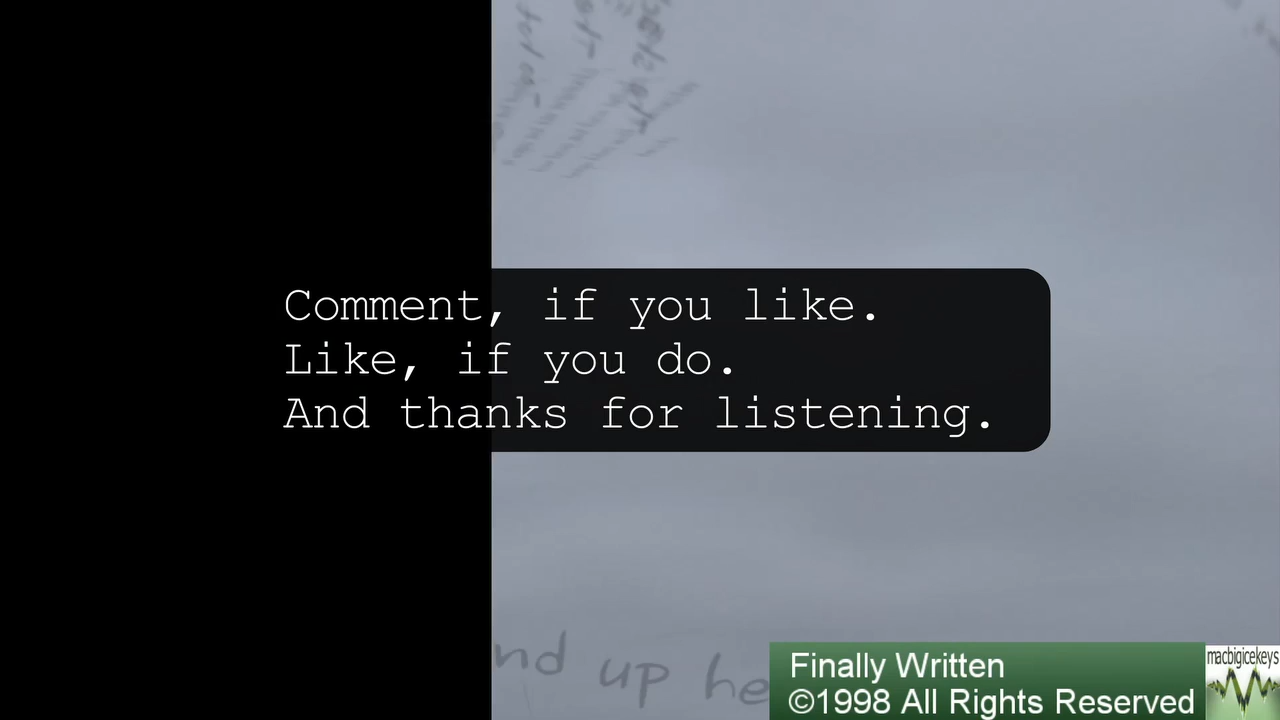 Comment, if you like.
Like, if you do.
And thanks for listening.
nd up he
Finally Written
©1998 All Rights Reserved
macbigicekeys